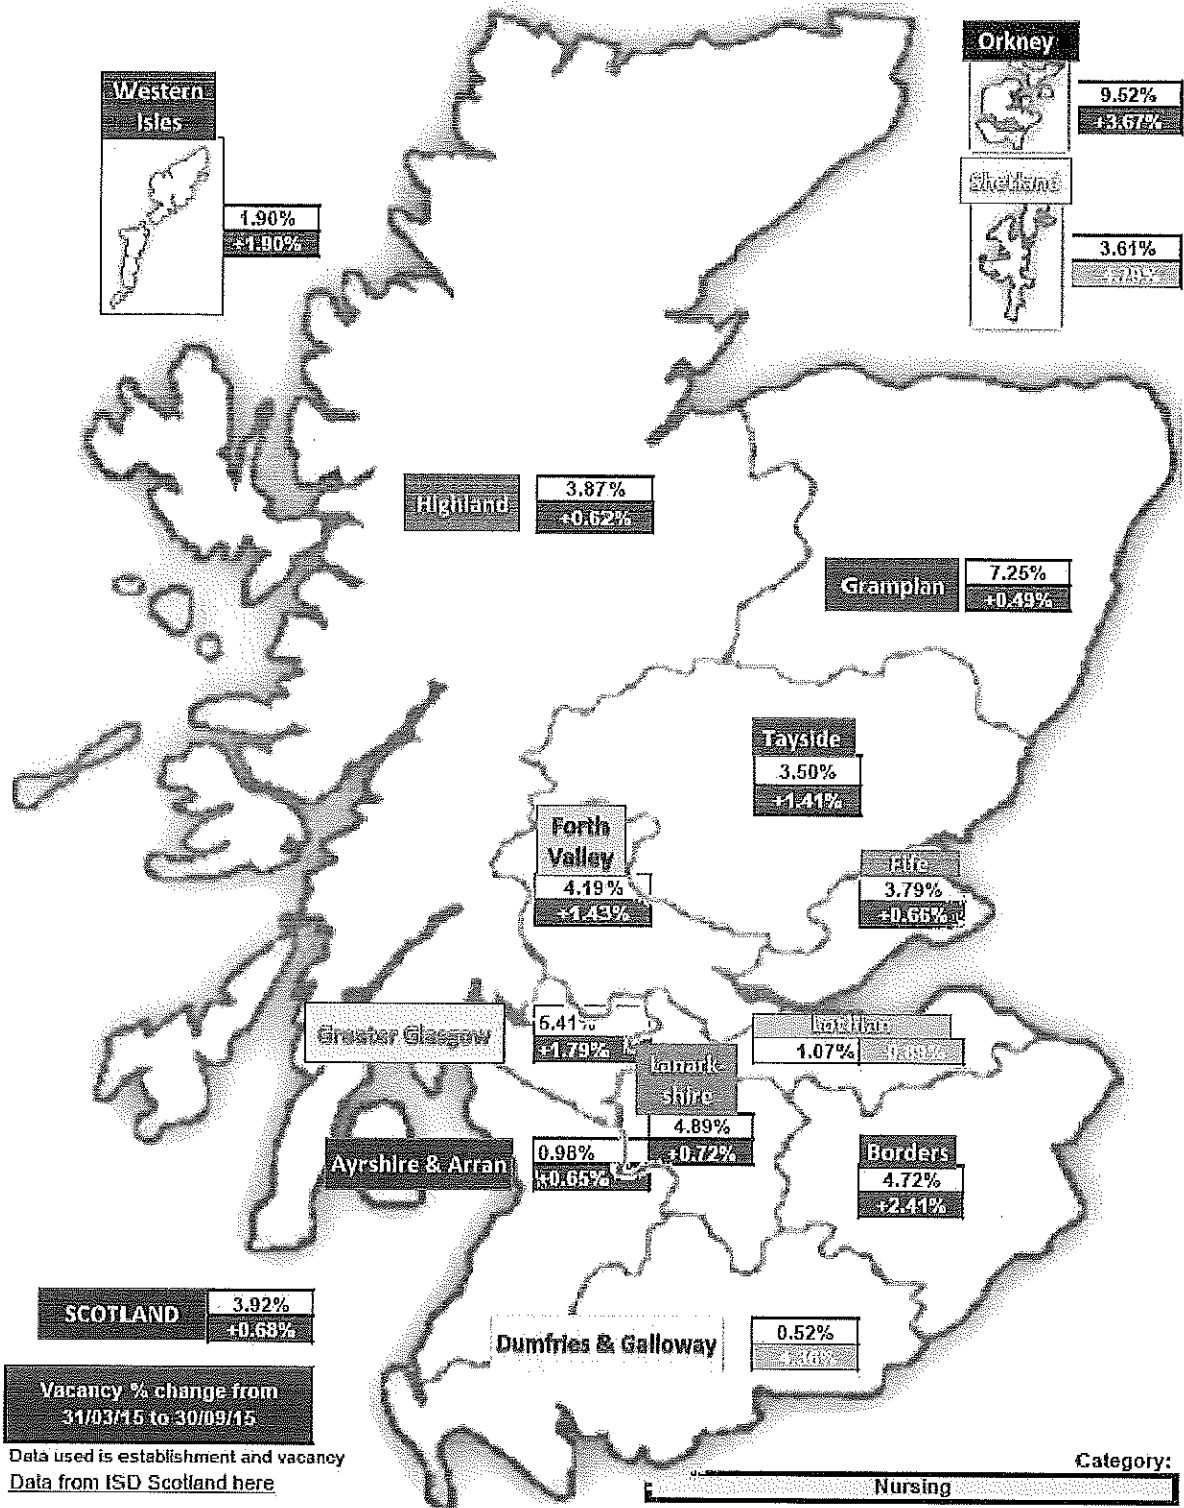 Orkney
9.52%
+3.67%
Western
Isles
1.90%
+1.90%
Shetland
3.61%
Highland
3.87%
+0.62%
Grampian
7.25%
+0.49%
Tayside
3.50%
+1.41%
Forth
Valley
4.19%
+1.43%
Fife
3.79%
+0.66%
Greater Glasgow
5.41%
+1.79%
Lothian
1.07%
Lanark-
shire
4.89%
+0.72%
Ayrshire & Arran
0.98%
+0.65%
Borders
4.72%
+2.41%
SCOTLAND
3.92%
+0.68%
Dumfries & Galloway
0.52%
Vacancy % change from
31/03/15 to 30/09/15
Data used is establishment and vacancy
Data from ISD Scotland here
Category:
Nursing